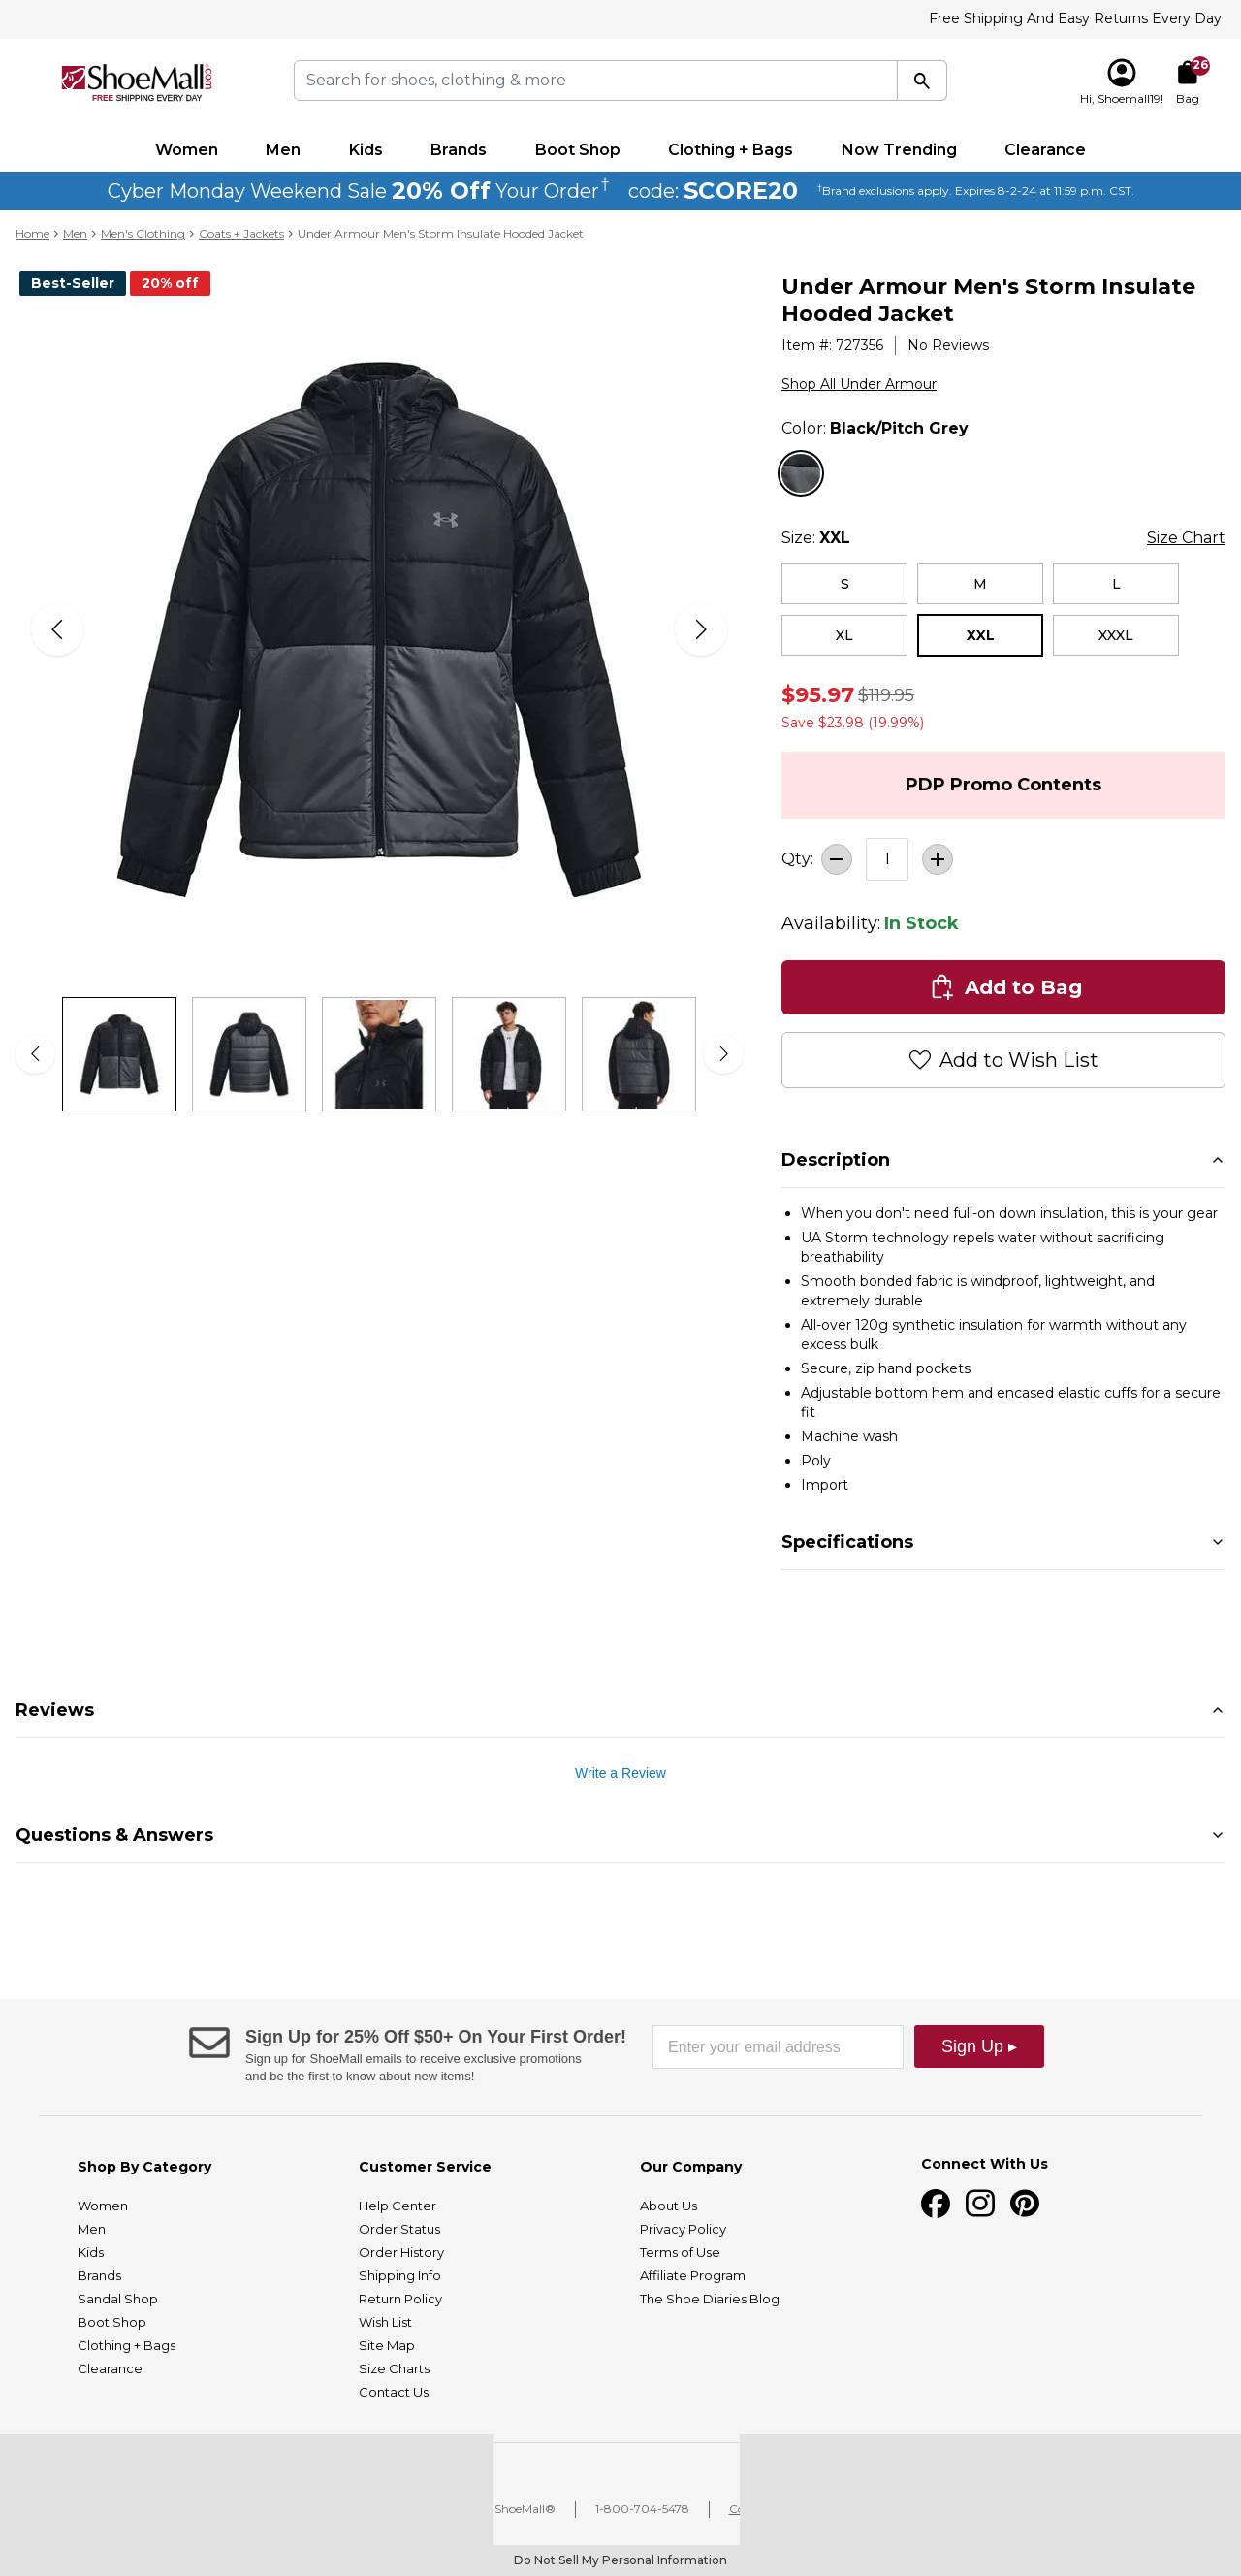 Free Shipping And Easy Returns Every Day
ShoeMall.com
FREE SHIPPING EVERY DAY
Search for shoes, clothing & more
26
Hi, Shoemall19!
Bag
Women Men Kids Brands Boot Shop Clothing + Bags Now Trending Clearance
Cyber Monday Weekend Sale 20% Off Your Order† code: SCORE20 †Brand exclusions apply. Expires 8-2-24 at 11:59 p.m. CST.
Home > Men > Men's Clothing > Coats + Jackets > Under Armour Men's Storm Insulate Hooded Jacket
Best-Seller 20% off
Under Armour Men's Storm Insulate
Hooded Jacket
Item #: 727356 No Reviews
Shop All Under Armour
Color: Black/Pitch Grey
Size: XXL Size Chart
S M L
XL XXL XXXL
$95.97 $119.95
Save $23.98 (19.99%)
PDP Promo Contents
Qty: 1
Availability: In Stock
Add to Bag
Add to Wish List
Description
• When you don't need full-on down insulation, this is your gear
• UA Storm technology repels water without sacrificing
breathability
• Smooth bonded fabric is windproof, lightweight, and
extremely durable
• All-over 120g synthetic insulation for warmth without any
excess bulk
• Secure, zip hand pockets
• Adjustable bottom hem and encased elastic cuffs for a secure
fit
• Machine wash
• Poly
• Import
Specifications
Reviews
Write a Review
Questions & Answers
Sign Up for 25% Off $50+ On Your First Order!
Sign up for ShoeMall emails to receive exclusive promotions
and be the first to know about new items!
Enter your email address
Sign Up ▸
Shop By Category
Women
Men
Kids
Brands
Sandal Shop
Boot Shop
Clothing + Bags
Clearance
Customer Service
Help Center
Order Status
Order History
Shipping Info
Return Policy
Wish List
Site Map
Size Charts
Contact Us
Our Company
About Us
Privacy Policy
Terms of Use
Affiliate Program
The Shoe Diaries Blog
Connect With Us
ShoeMall® 1-800-704-5478
Do Not Sell My Personal Information